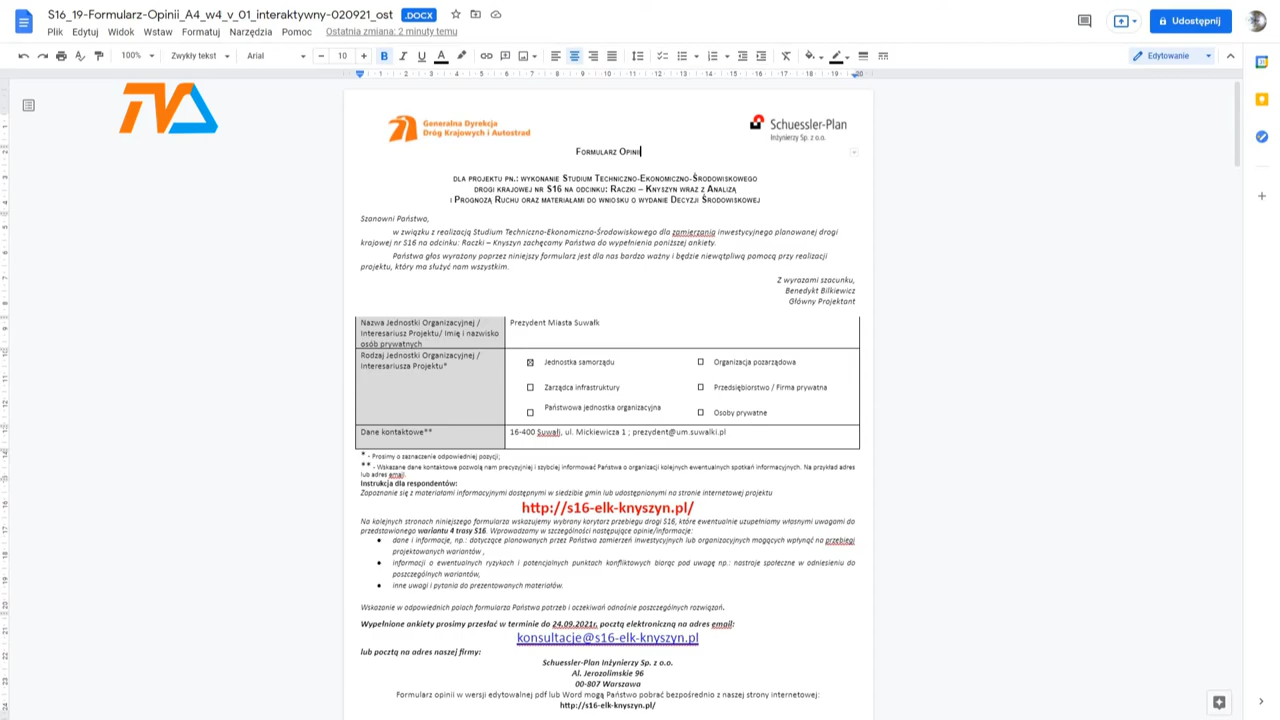 S16_19-Formularz-Opinii_A4_w4_v_01_interaktywny-020921_ost .DOCX
Udostępnij
Plik Edytuj Widok Wstaw Formatuj Narzędzia Pomoc Ostatnia zmiana: 2 minuty temu
100% Zwykły tekst Arial 10 B I U A Edytowanie
TVA
Generalna Dyrekcja
Dróg Krajowych i Autostrad
Schuessler-Plan
Inżynierzy Sp. z o.o.
Formularz Opinii
dla projektu pn.: wykonanie Studium Techniczno-Ekonomiczno-Środowiskowego
drogi krajowej nr S16 na odcinku: Raczki – Knyszyn wraz z Analizą
i Prognozą Ruchu oraz materiałami do wniosku o wydanie Decyzji Środowiskowej
Szanowni Państwo,
w związku z realizacją Studium Techniczno-Ekonomiczno-Środowiskowego dla zamierzania inwestycyjnego planowanej drogi
krajowej nr S16 na odcinku: Raczki – Knyszyn zachęcamy Państwa do wypełnienia poniższej ankiety.
Państwa głos wyrażony poprzez niniejszy formularz jest dla nas bardzo ważny i będzie niewątpliwą pomocą przy realizacji
projektu, który ma służyć nam wszystkim.
Z wyrazami szacunku,
Benedykt Bilkiewicz
Główny Projektant
Nazwa Jednostki Organizacyjnej /
Interesariusz Projektu/ Imię i nazwisko
osób prywatnych
Prezydent Miasta Suwałk
Rodzaj Jednostki Organizacyjnej /
Interesariusza Projektu*
Jednostka samorządu
Organizacja pozarządowa
Zarządca infrastruktury
Przedsiębiorstwo / Firma prywatna
Państwowa jednostka organizacyjna
Osoby prywatne
Dane kontaktowe**
16-400 Suwałi, ul. Mickiewicza 1 ; prezydent@um.suwalki.pl
* - Prosimy o zaznaczenie odpowiedniej pozycji;
** - Wskazane dane kontaktowe pozwolą nam precyzyjniej i szybciej informować Państwa o organizacji kolejnych ewentualnych spotkań informacyjnych. Na przykład adres
lub adres email.
Instrukcja dla respondentów:
Zapoznanie się z materiałami informacyjnymi dostępnymi w siedzibie gmin lub udostępnionymi na stronie internetowej projektu
http://s16-elk-knyszyn.pl/
Na kolejnych stronach niniejszego formularza wskazujemy wybrany korytarz przebiegu drogi S16, które ewentualnie uzupełniamy własnymi uwagami do
przedstawionego wariantu 4 trasy S16. Wprowadzamy w szczególności następujące opinie/informacje:
• dane i informacje, np.: dotyczące planowanych przez Państwa zamierzeń inwestycyjnych lub organizacyjnych mogących wpłynąć na przebiegi
projektowanych wariantów ,
• informacji o ewentualnych ryzykach i potencjalnych punktach konfliktowych biorąc pod uwagę np.: nastroje społeczne w odniesieniu do
poszczególnych wariantów,
• inne uwagi i pytania do prezentowanych materiałów.
Wskazanie w odpowiednich polach formularza Państwa potrzeb i oczekiwań odnośnie poszczególnych rozwiązań.
Wypełnione ankiety prosimy przesłać w terminie do 24.09.2021r. pocztą elektroniczną na adres email:
konsultacje@s16-elk-knyszyn.pl
lub pocztą na adres naszej firmy:
Schuessler-Plan Inżynierzy Sp. z o.o.
Al. Jerozolimskie 96
00-807 Warszawa
Formularz opinii w wersji edytowalnej pdf lub Word mogą Państwo pobrać bezpośrednio z naszej strony internetowej:
http://s16-elk-knyszyn.pl/